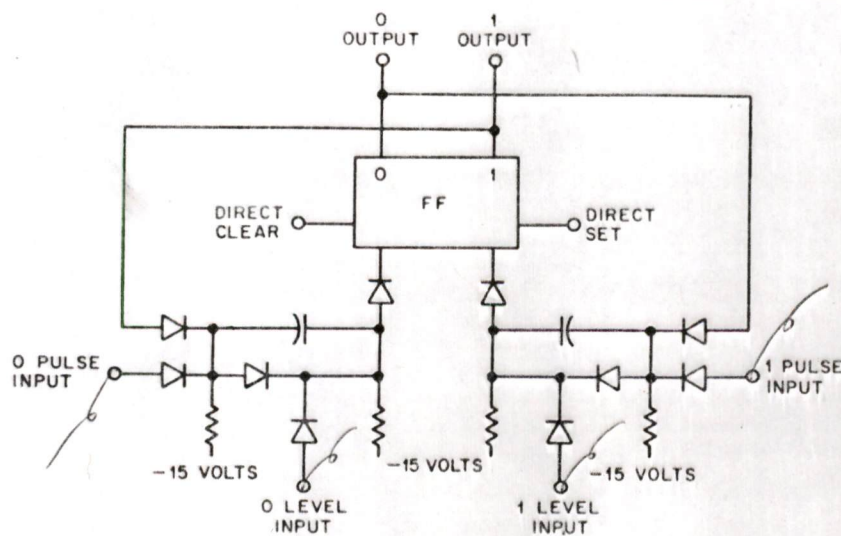 0
OUTPUT
1
OUTPUT
0
1
FF
DIRECT
CLEAR
DIRECT
SET
0 PULSE
INPUT
1 PULSE
INPUT
-15 VOLTS
-15 VOLTS
-15 VOLTS
0 LEVEL
INPUT
1 LEVEL
INPUT